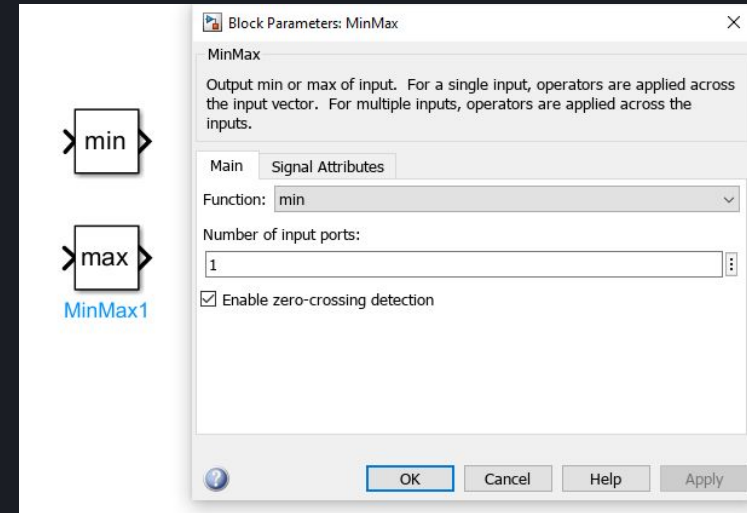 min
max
MinMax1
Block Parameters: MinMax
MinMax
Output min or max of input. For a single input, operators are applied across
the input vector. For multiple inputs, operators are applied across the
inputs.
Main Signal Attributes
Function: min
Number of input ports:
1
Enable zero-crossing detection
OK Cancel Help Apply